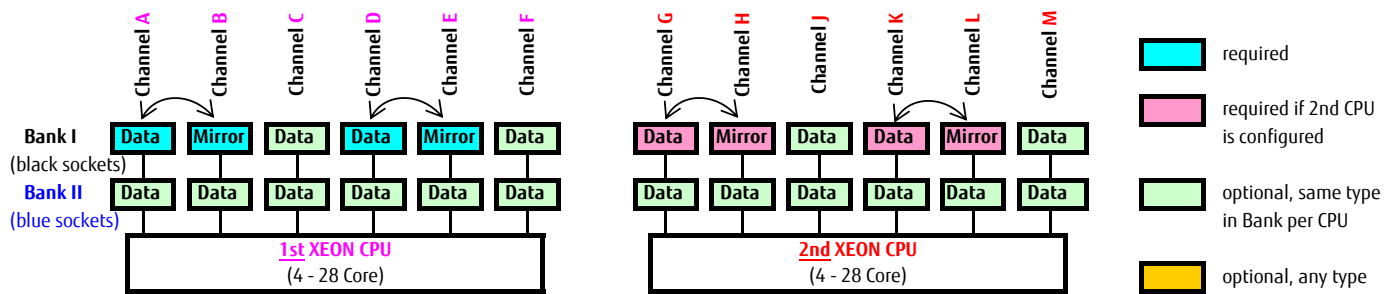 Channel A Channel B Channel C Channel D Channel E Channel F Channel G Channel H Channel J Channel K Channel L Channel M
required
required if 2nd CPU
is configured
Bank I Data Mirror Data Data Mirror Data Data Mirror Data Data Mirror Data
(black sockets)
Bank II Data Data Data Data Data Data Data Data Data Data Data Data
(blue sockets)
optional, same type
in Bank per CPU
1st XEON CPU 2nd XEON CPU
(4 - 28 Core) (4 - 28 Core)
optional, any type